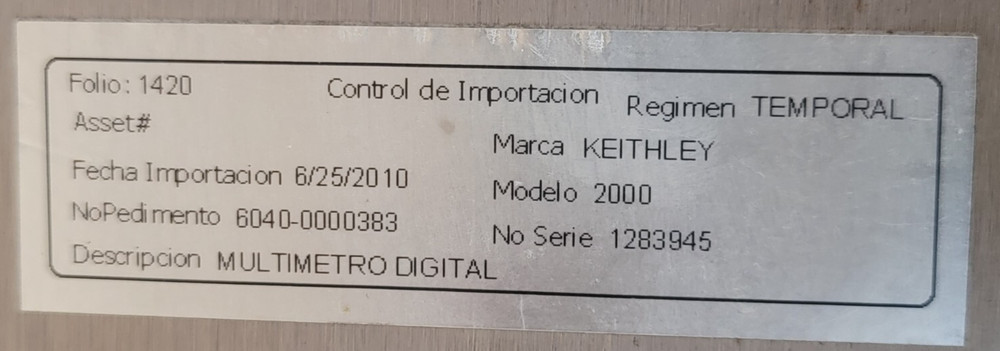 Folio: 1420 Control de Importacion Regimen TEMPORAL
Asset# Marca KEITHLEY
Fecha Importacion 6/25/2010 Modelo 2000
NoPedimento 6040-0000383 No Serie 1283945
Descripcion MULTIMETRO DIGITAL